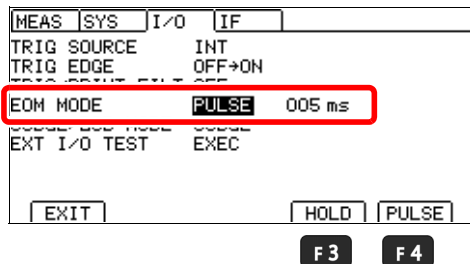 MEAS SYS I/O IF
TRIG SOURCE INT
TRIG EDGE OFF→ON
EOM MODE PULSE 005 ms
EXT I/O TEST EXEC
EXIT HOLD PULSE
F3 F4